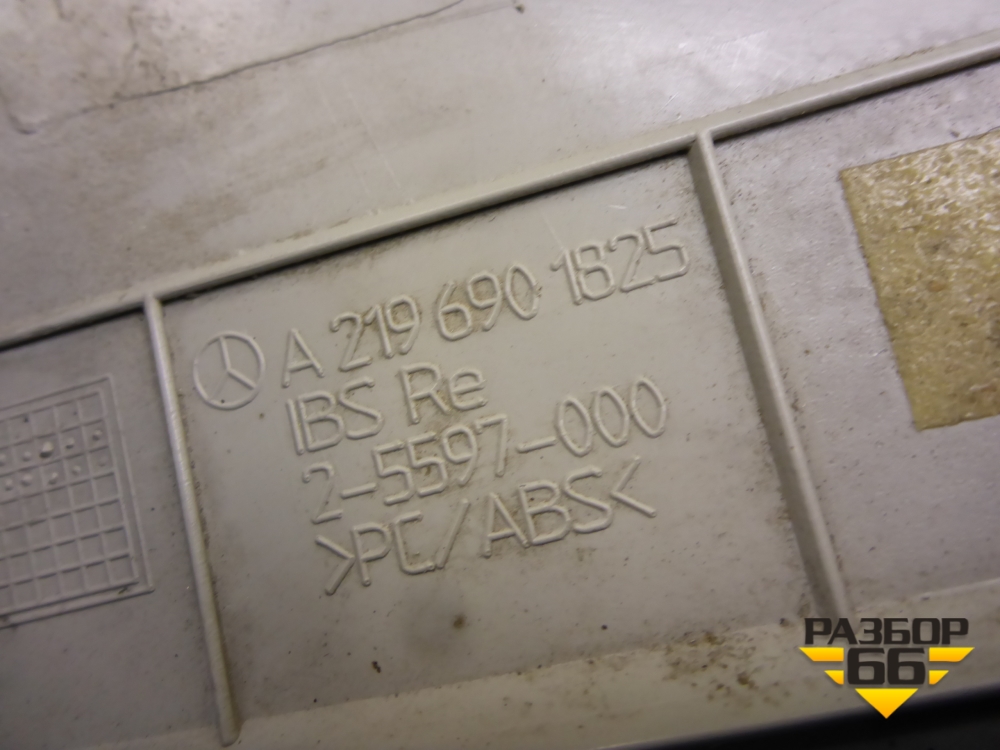 A 219 690 1825
IBS Re
2-5597-000
>PC/ABS<
РАЗБОР
66